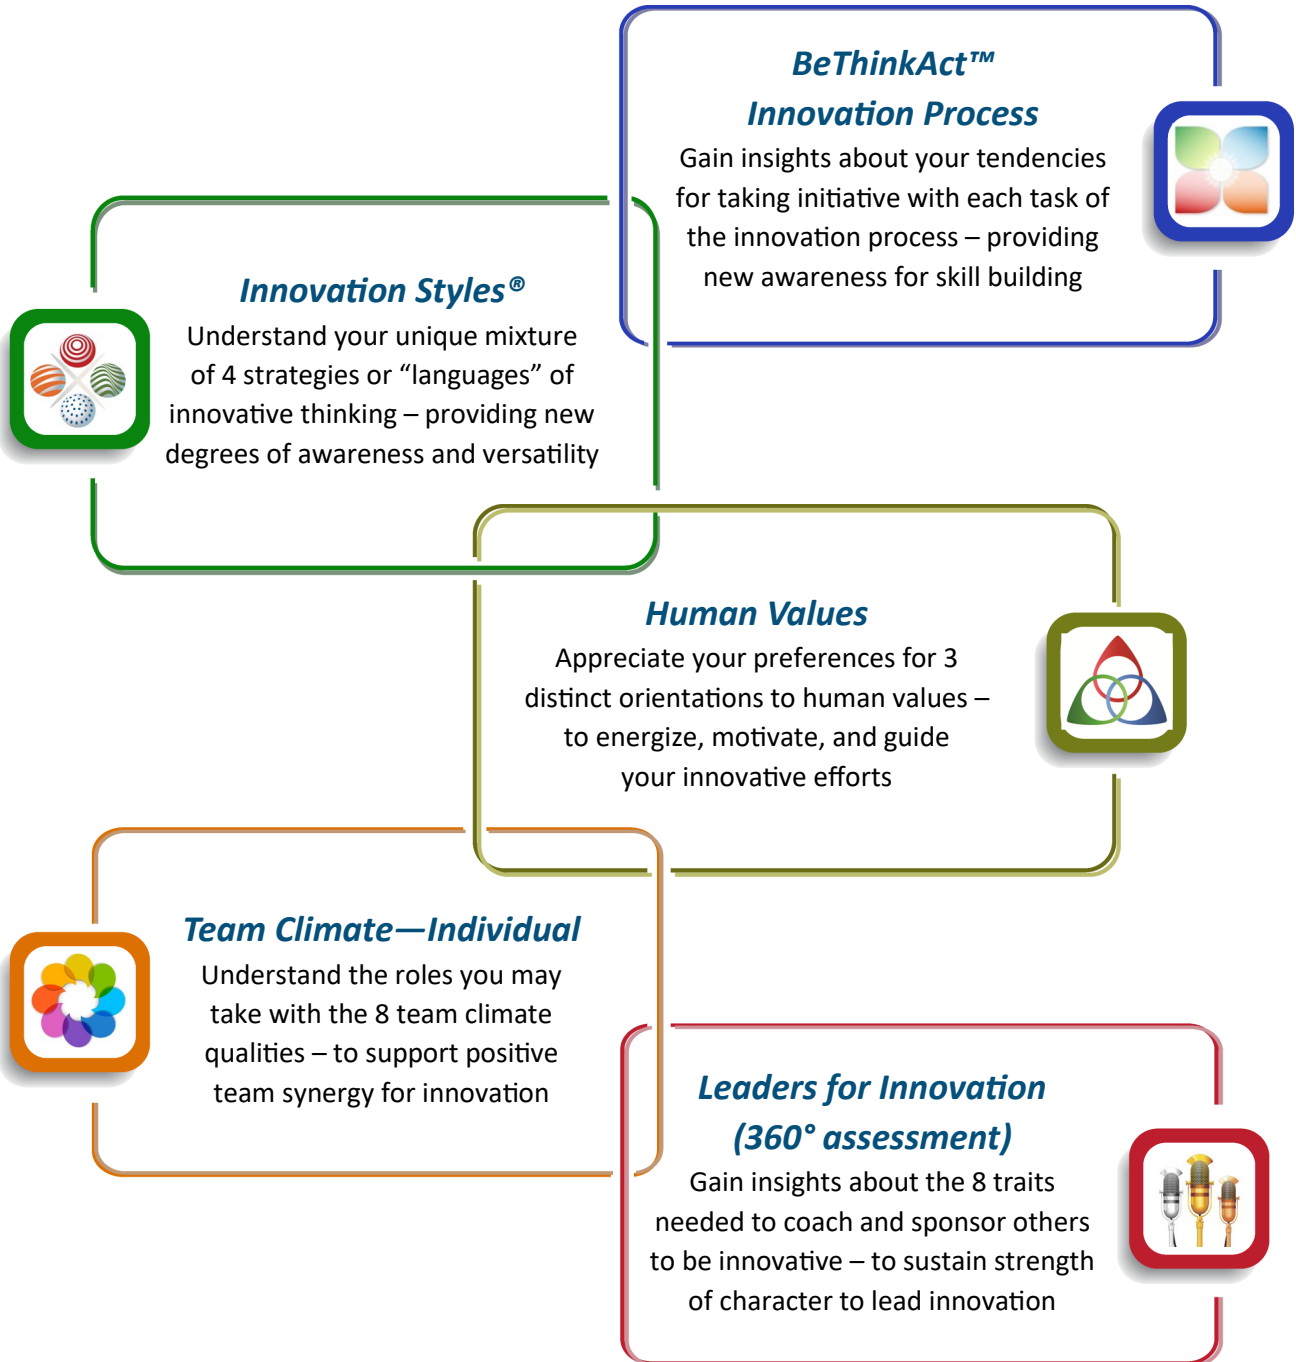 BeThinkAct™
Innovation Process
Gain insights about your tendencies
for taking initiative with each task of
the innovation process – providing
new awareness for skill building
Innovation Styles®
Understand your unique mixture
of 4 strategies or “languages” of
innovative thinking – providing new
degrees of awareness and versatility
Human Values
Appreciate your preferences for 3
distinct orientations to human values –
to energize, motivate, and guide
your innovative efforts
Team Climate—Individual
Understand the roles you may
take with the 8 team climate
qualities – to support positive
team synergy for innovation
Leaders for Innovation
(360° assessment)
Gain insights about the 8 traits
needed to coach and sponsor others
to be innovative – to sustain strength
of character to lead innovation